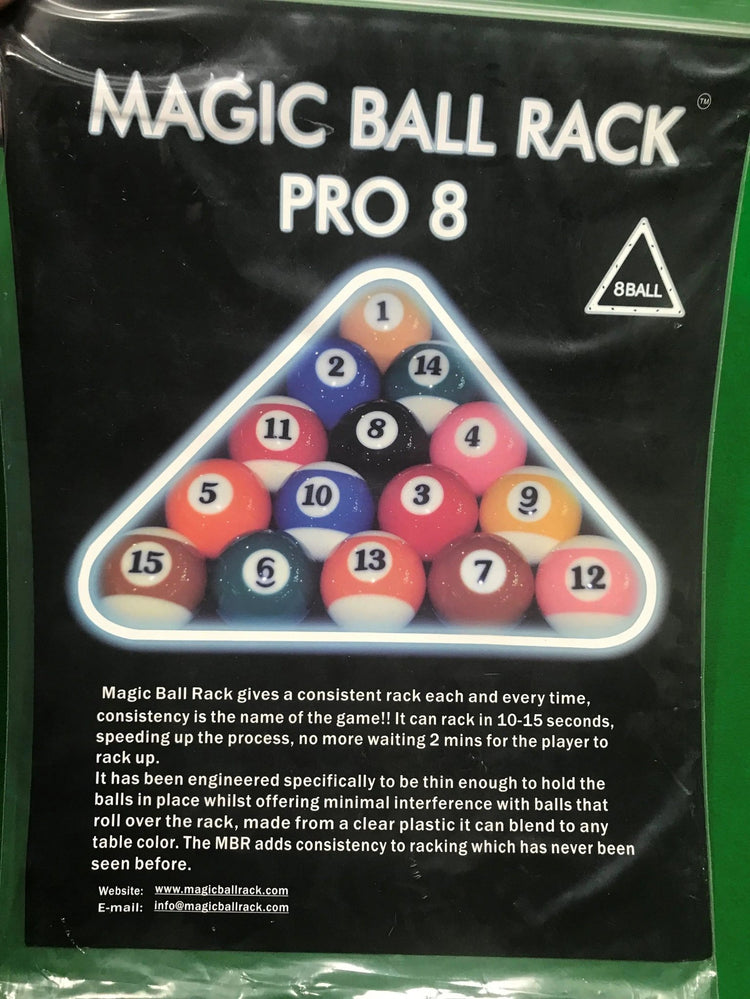 MAGIC BALL RACK ™
PRO 8
8BALL
1
2 14
11 8 4
5 10 3 9
15 6 13 7 12
Magic Ball Rack gives a consistent rack each and every time,
consistency is the name of the game!! It can rack in 10-15 seconds,
speeding up the process, no more waiting 2 mins for the player to
rack up.
It has been engineered specifically to be thin enough to hold the
balls in place whilst offering minimal interference with balls that
roll over the rack, made from a clear plastic it can blend to any
table color. The MBR adds consistency to racking which has never been
seen before.
Website: www.magicballrack.com
E-mail: info@magicballrack.com